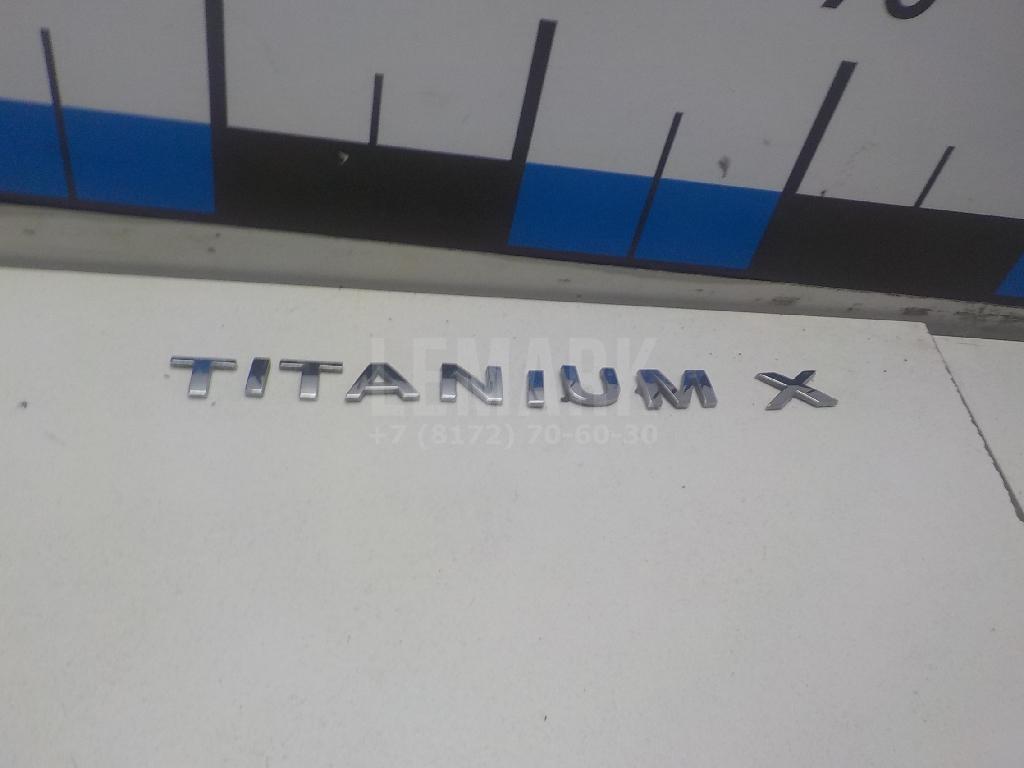 TITANIUM X
LEMARK
+7 (8172) 70-60-30